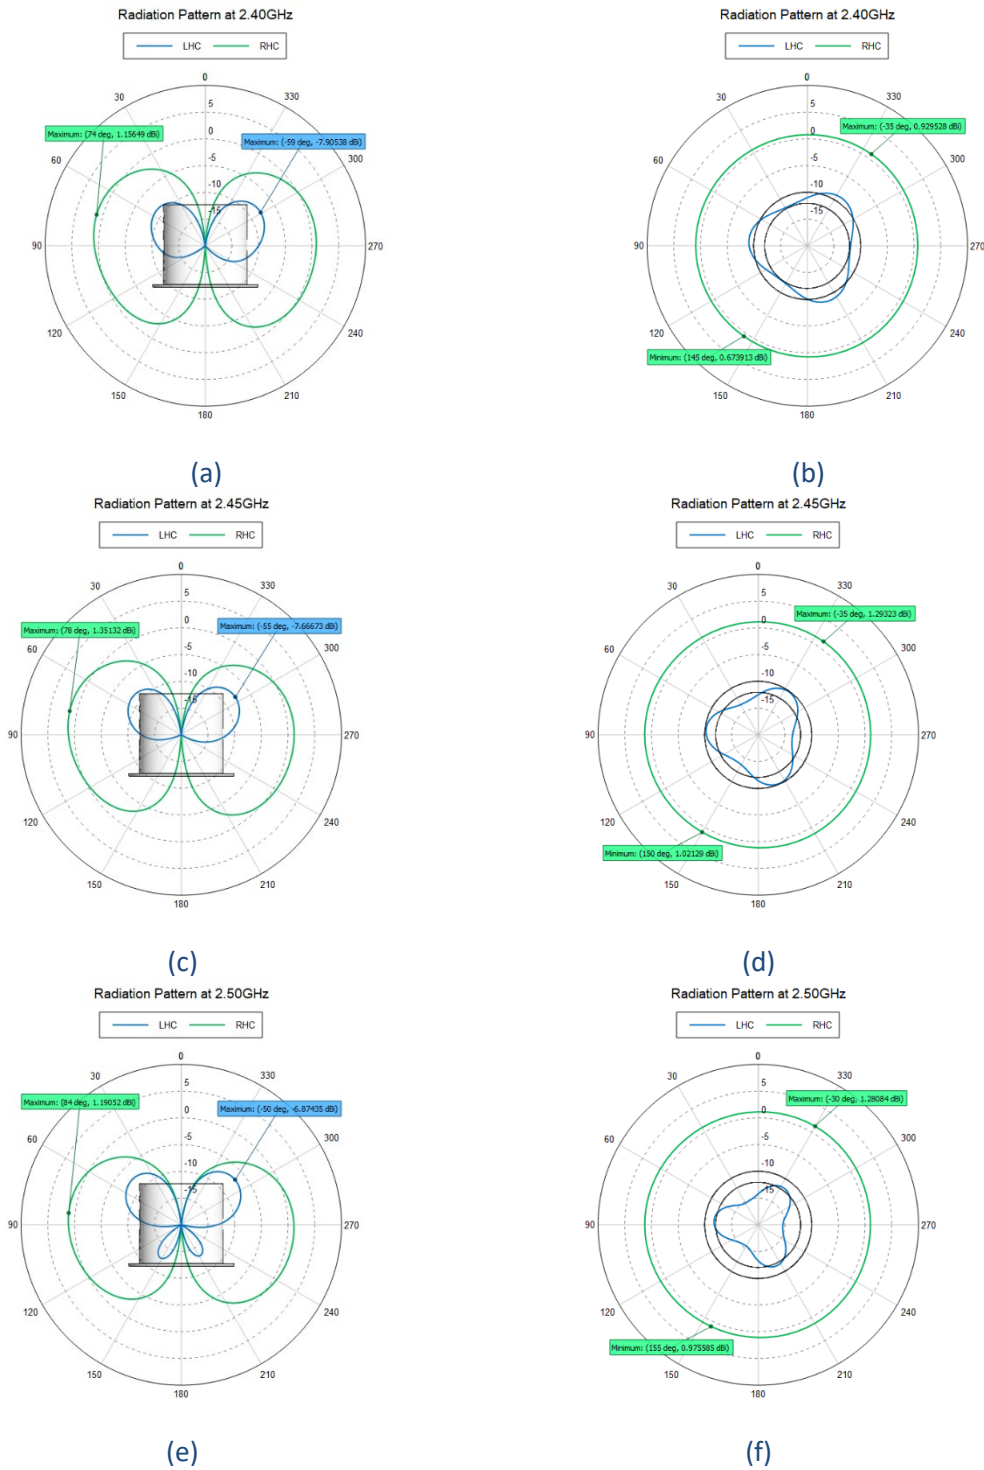 Radiation Pattern at 2.40GHz
LHC RHC
0
30 330
5
Maximum: (74 deg, 1.15649 dBi)
0
Maximum: (-59 deg, -7.90538 dBi)
60 -5 300
-10
-15
90 270
120 240
150 210
180
(a)
Radiation Pattern at 2.40GHz
LHC RHC
0
30 330
5
Maximum: (-35 deg, 0.929528 dBi)
0
60 -5 300
-10
-15
90 270
120 240
Minimum: (145 deg, 0.673913 dBi)
150 210
180
(b)
Radiation Pattern at 2.45GHz
LHC RHC
0
30 330
5
Maximum: (78 deg, 1.35132 dBi)
0
Maximum: (-55 deg, -7.66673 dBi)
60 -5 300
-10
-15
90 270
120 240
150 210
180
(c)
Radiation Pattern at 2.45GHz
LHC RHC
0
30 330
5
Maximum: (-35 deg, 1.29323 dBi)
0
60 -5 300
-10
-15
90 270
120 240
Minimum: (150 deg, 1.02129 dBi)
150 210
180
(d)
Radiation Pattern at 2.50GHz
LHC RHC
0
30 330
5
Maximum: (84 deg, 1.19052 dBi)
0
Maximum: (-50 deg, -6.87435 dBi)
60 -5 300
-10
-15
90 270
120 240
150 210
180
(e)
Radiation Pattern at 2.50GHz
LHC RHC
0
30 330
5
Maximum: (-30 deg, 1.28084 dBi)
0
60 -5 300
-10
-15
90 270
120 240
Minimum: (155 deg, 0.975585 dBi)
150 210
180
(f)